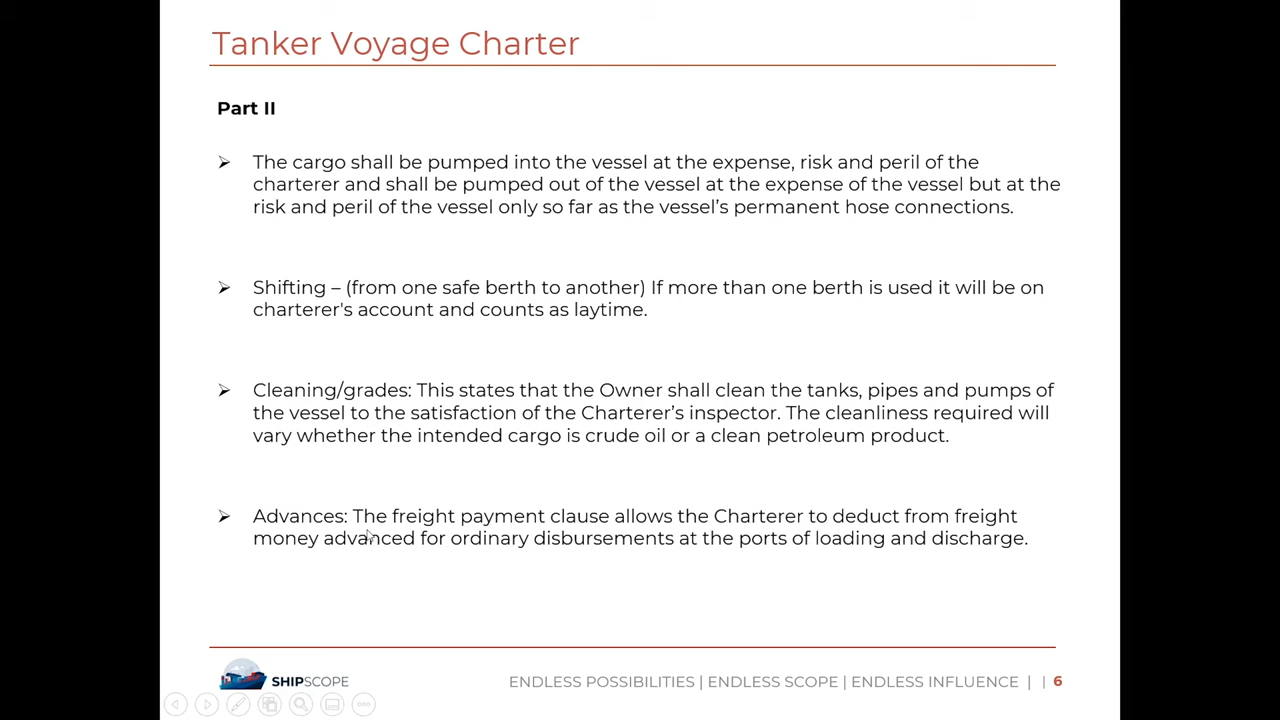 Tanker Voyage Charter
Part II
➢ The cargo shall be pumped into the vessel at the expense, risk and peril of the
charterer and shall be pumped out of the vessel at the expense of the vessel but at the
risk and peril of the vessel only so far as the vessel’s permanent hose connections.
➢ Shifting – (from one safe berth to another) If more than one berth is used it will be on
charterer's account and counts as laytime.
➢ Cleaning/grades: This states that the Owner shall clean the tanks, pipes and pumps of
the vessel to the satisfaction of the Charterer’s inspector. The cleanliness required will
vary whether the intended cargo is crude oil or a clean petroleum product.
➢ Advances: The freight payment clause allows the Charterer to deduct from freight
money advanced for ordinary disbursements at the ports of loading and discharge.
SHIPSCOPE
ENDLESS POSSIBILITIES | ENDLESS SCOPE | ENDLESS INFLUENCE | | 6